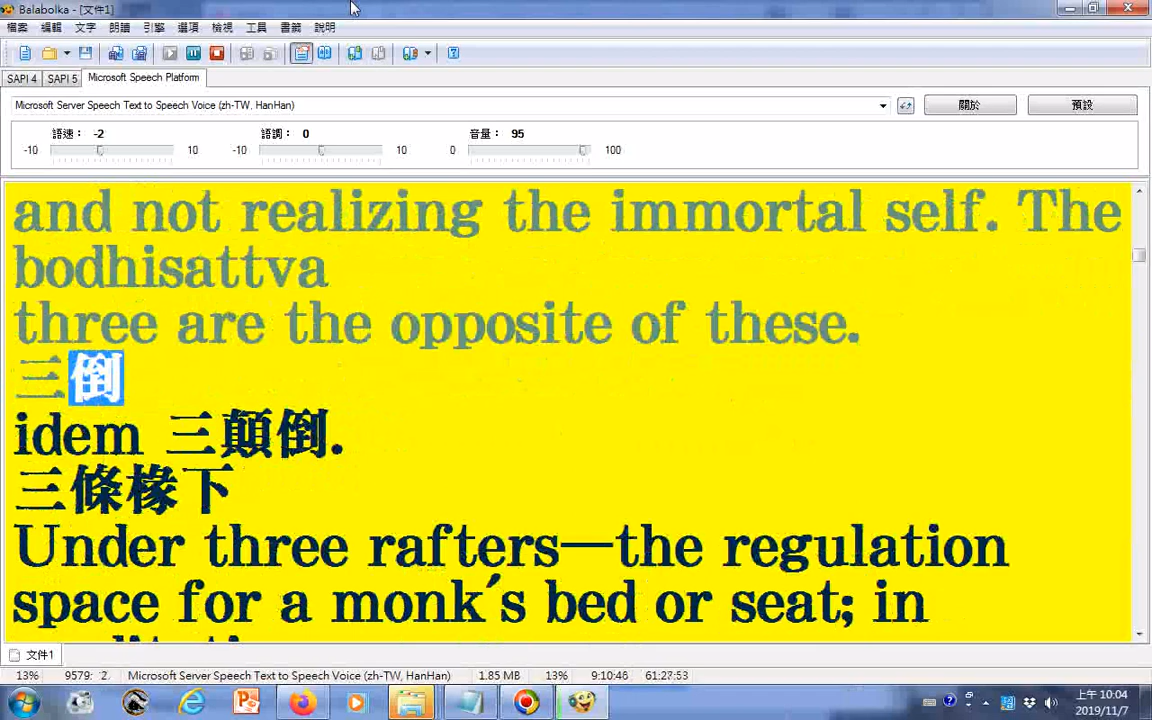 Balabolka - [文件1]
檔案 編輯 文字 朗讀 引擎 選項 檢視 工具 書籤 說明
SAPI 4 SAPI 5 Microsoft Speech Platform
Microsoft Server Speech Text to Speech Voice (zh-TW, HanHan) 關於 預設
語速： -2 語調： 0 音量： 95
-10 10 -10 10 0 100
and not realizing the immortal self. The
bodhisattva
three are the opposite of these.
三倒
idem 三顛倒.
三條椽下
Under three rafters—the regulation
space for a monk′s bed or seat; in
文件1
13% 9579: 2 Microsoft Server Speech Text to Speech Voice (zh-TW, HanHan) 1.85 MB 13% 9:10:46 61:27:53
上午 10:04
2019/11/7